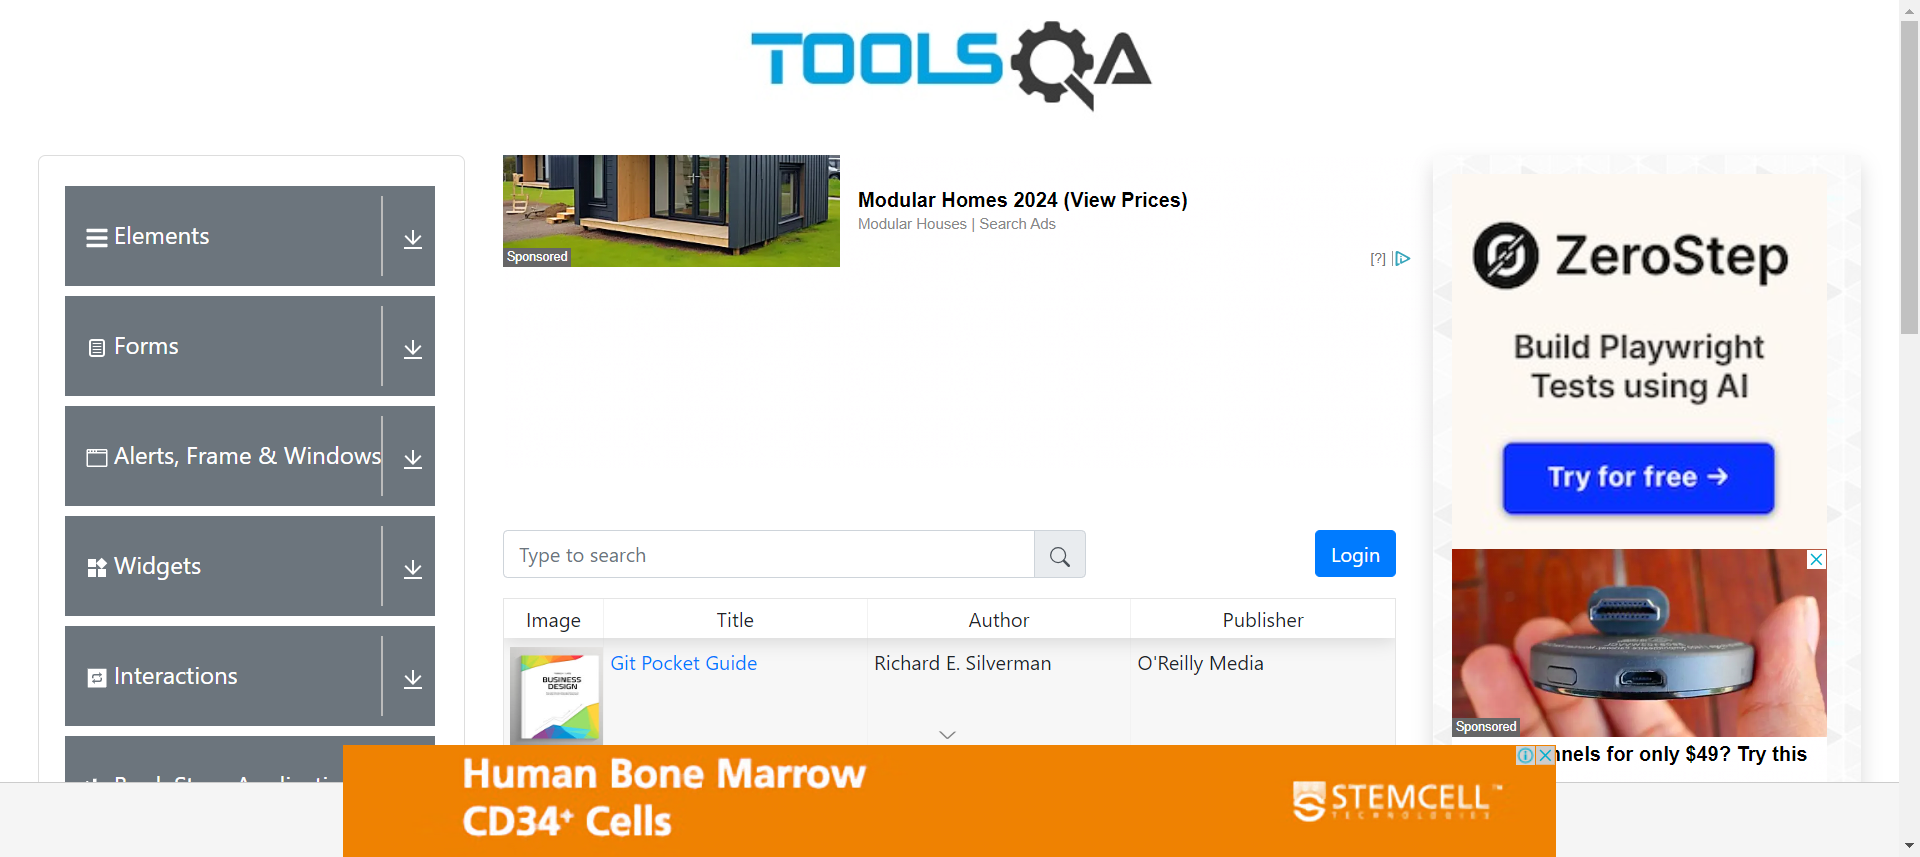 TOOLSQA
Elements
Forms
Alerts, Frame & Windows
Widgets
Interactions
Sponsored
Modular Homes 2024 (View Prices)
Modular Houses | Search Ads
[?]
Type to search
Login
Image
Title
Author
Publisher
BUSINESS
DESIGN
Git Pocket Guide
Richard E. Silverman
O'Reilly Media
ZeroStep
Build Playwright
Tests using AI
Try for free →
Sponsored
nnels for only $49? Try this
Human Bone Marrow
CD34+ Cells
STEMCELL™
TECHNOLOGIES